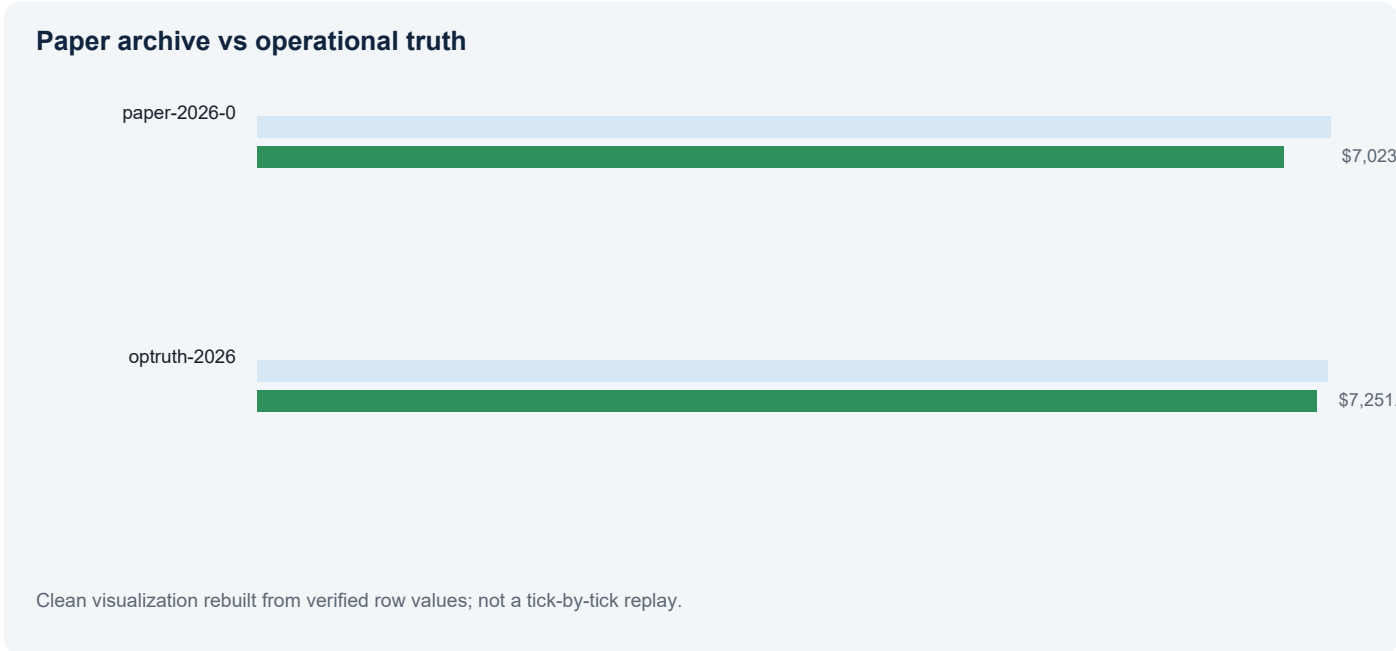 Paper archive vs operational truth
paper-2026-0
$7,023
optruth-2026
$7,251.
Clean visualization rebuilt from verified row values; not a tick-by-tick replay.